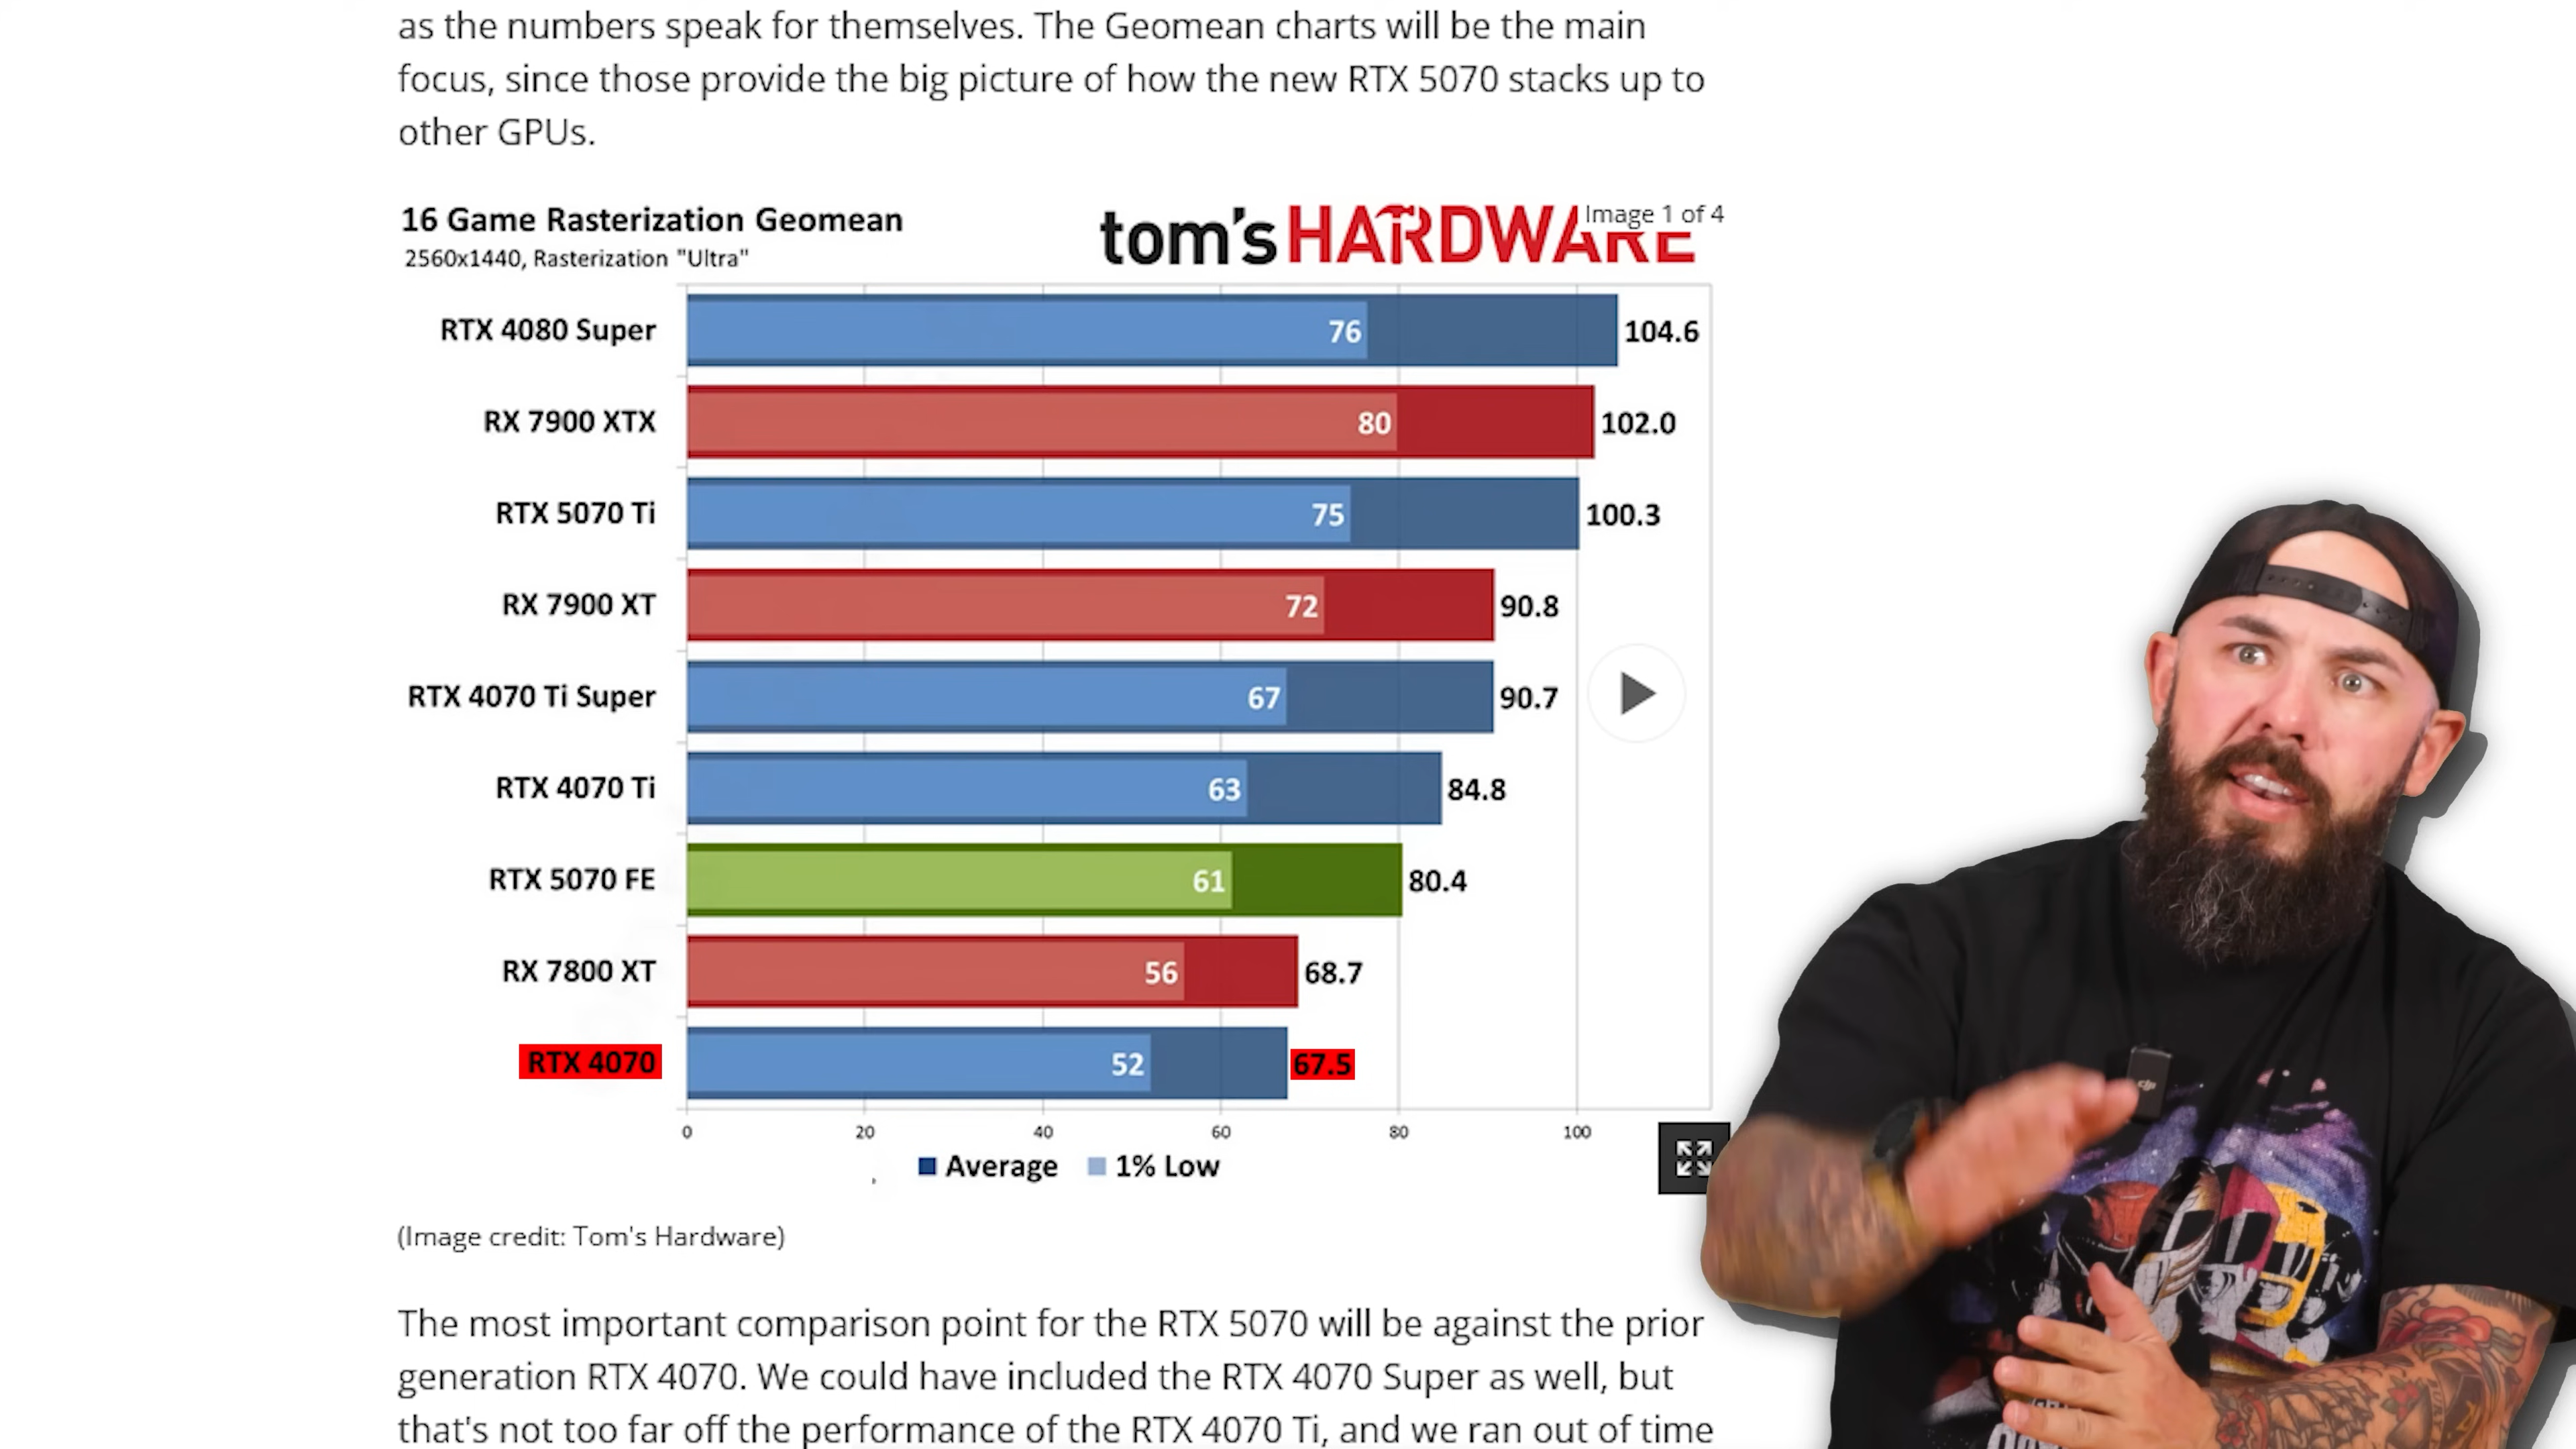 as the numbers speak for themselves. The Geomean charts will be the main
focus, since those provide the big picture of how the new RTX 5070 stacks up to
other GPUs.
16 Game Rasterization Geomean
2560x1440, Rasterization "Ultra"
tom's HARDWARE
Image 1 of 4
RTX 4080 Super 76 104.6
RX 7900 XTX 80 102.0
RTX 5070 Ti 75 100.3
RX 7900 XT 72 90.8
RTX 4070 Ti Super 67 90.7
RTX 4070 Ti 63 84.8
RTX 5070 FE 61 80.4
RX 7800 XT 56 68.7
RTX 4070 52 67.5
0 20 40 60 80 100
Average 1% Low
(Image credit: Tom's Hardware)
The most important comparison point for the RTX 5070 will be against the prior
generation RTX 4070. We could have included the RTX 4070 Super as well, but
that's not too far off the performance of the RTX 4070 Ti, and we ran out of time
dji